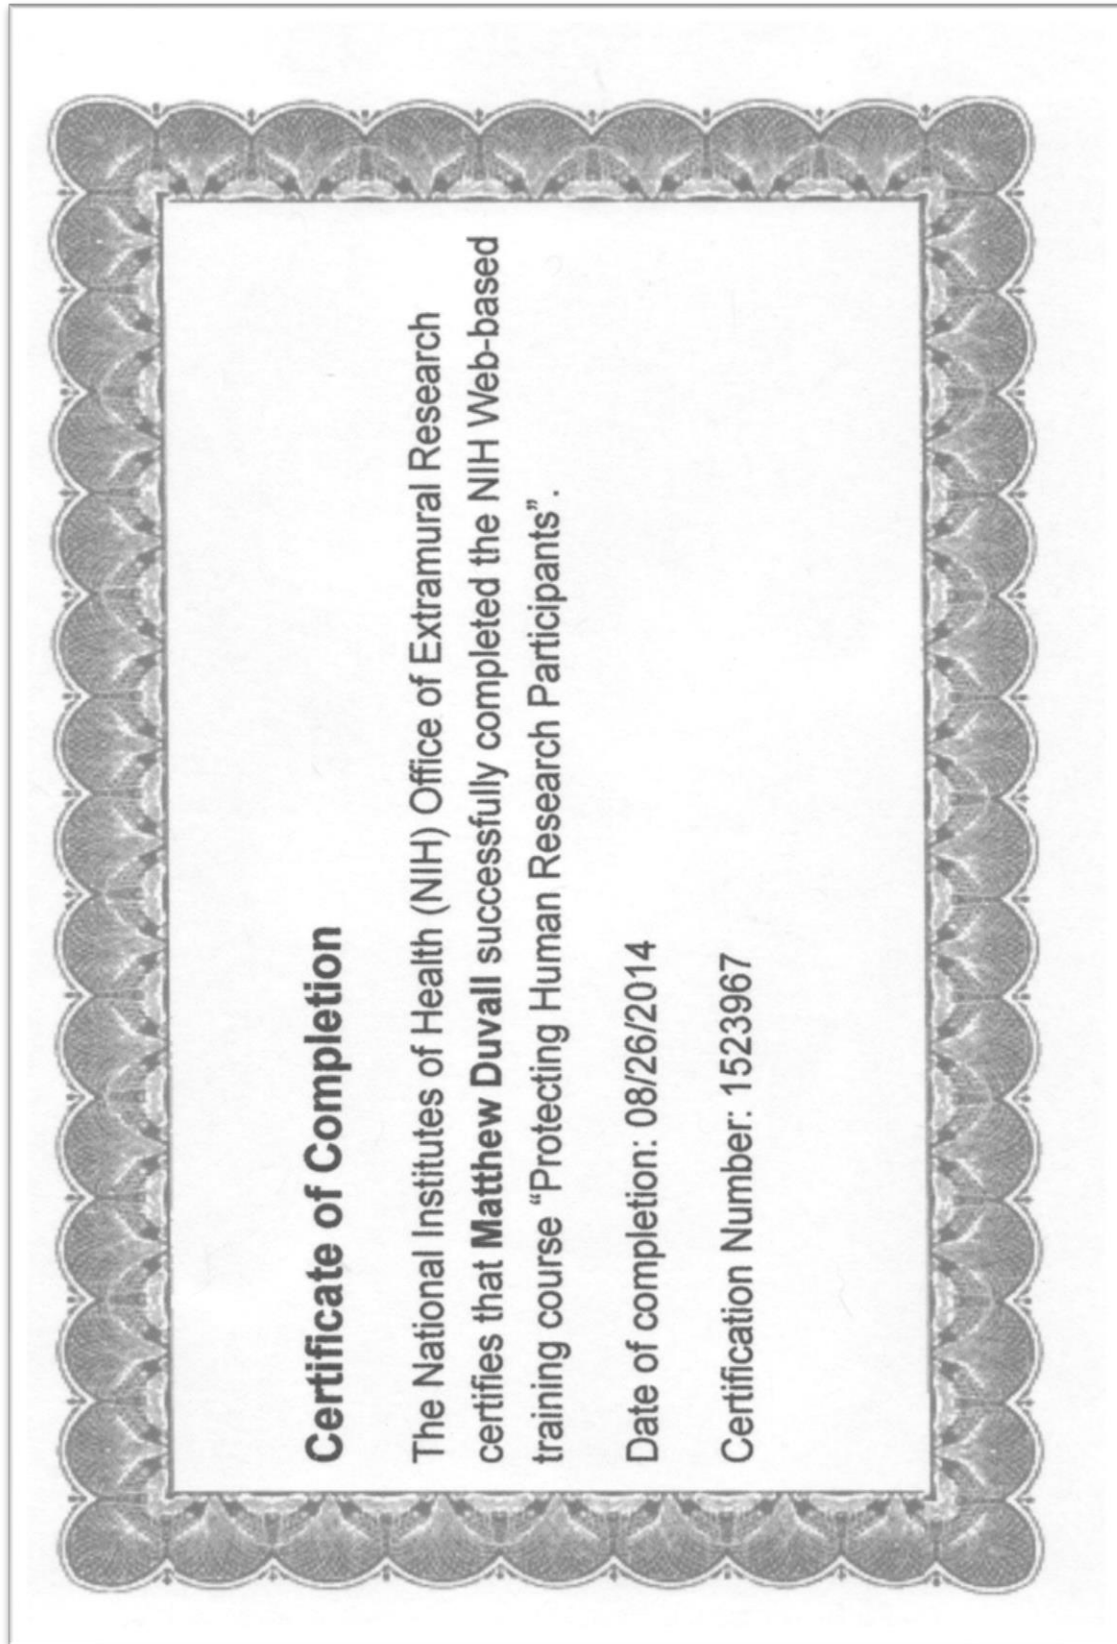 Certificate of Completion
The National Institutes of Health (NIH) Office of Extramural Research
certifies that Matthew Duvall successfully completed the NIH Web-based
training course “Protecting Human Research Participants”.
Date of completion: 08/26/2014
Certification Number: 1523967